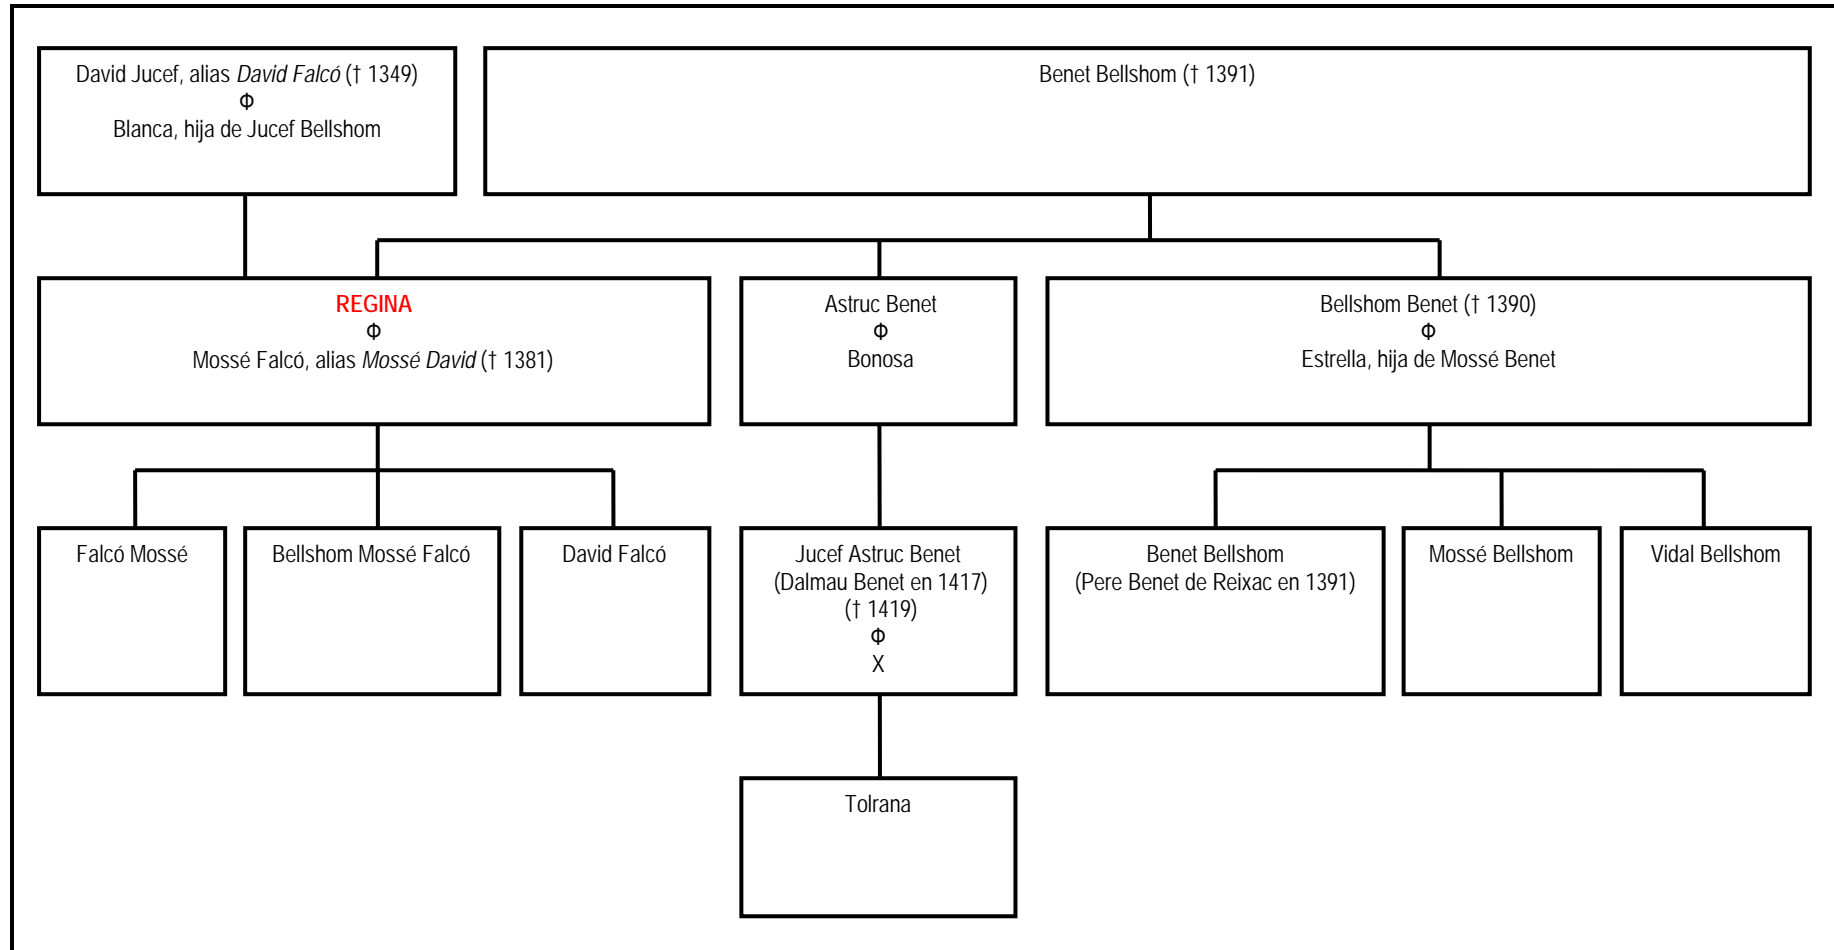 David Jucef, alias David Falcó († 1349)
Φ
Blanca, hija de Jucef Bellshom
Benet Bellshom († 1391)
REGINA
Φ
Mossé Falcó, alias Mossé David († 1381)
Astruc Benet
Φ
Bonosa
Bellshom Benet († 1390)
Φ
Estrella, hija de Mossé Benet
Falcó Mossé
Bellshom Mossé Falcó
David Falcó
Jucef Astruc Benet
(Dalmau Benet en 1417)
(† 1419)
Φ
X
Benet Bellshom
(Pere Benet de Reixac en 1391)
Mossé Bellshom
Vidal Bellshom
Tolrana